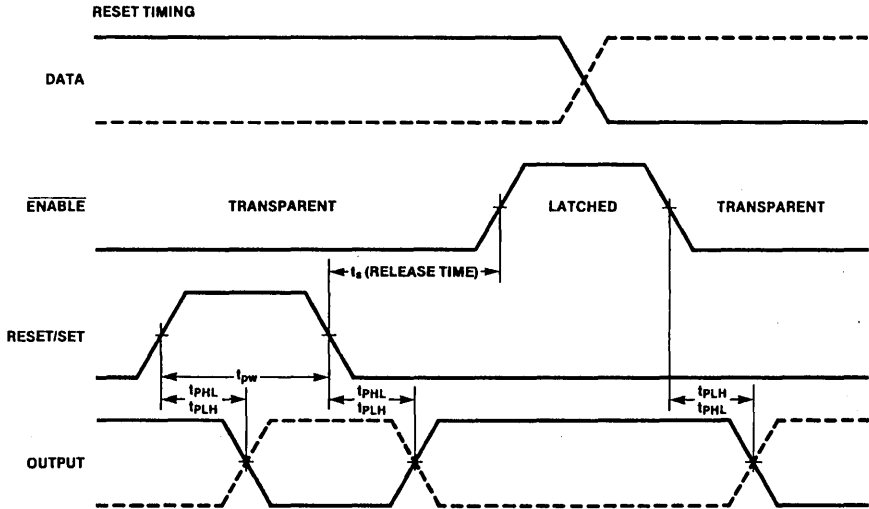 RESET TIMING
DATA
ENABLE
TRANSPARENT
LATCHED
TRANSPARENT
ts (RELEASE TIME)
RESET/SET
tpw
tPHL
tPLH
tPHL
tPLH
tPLH
tPHL
OUTPUT